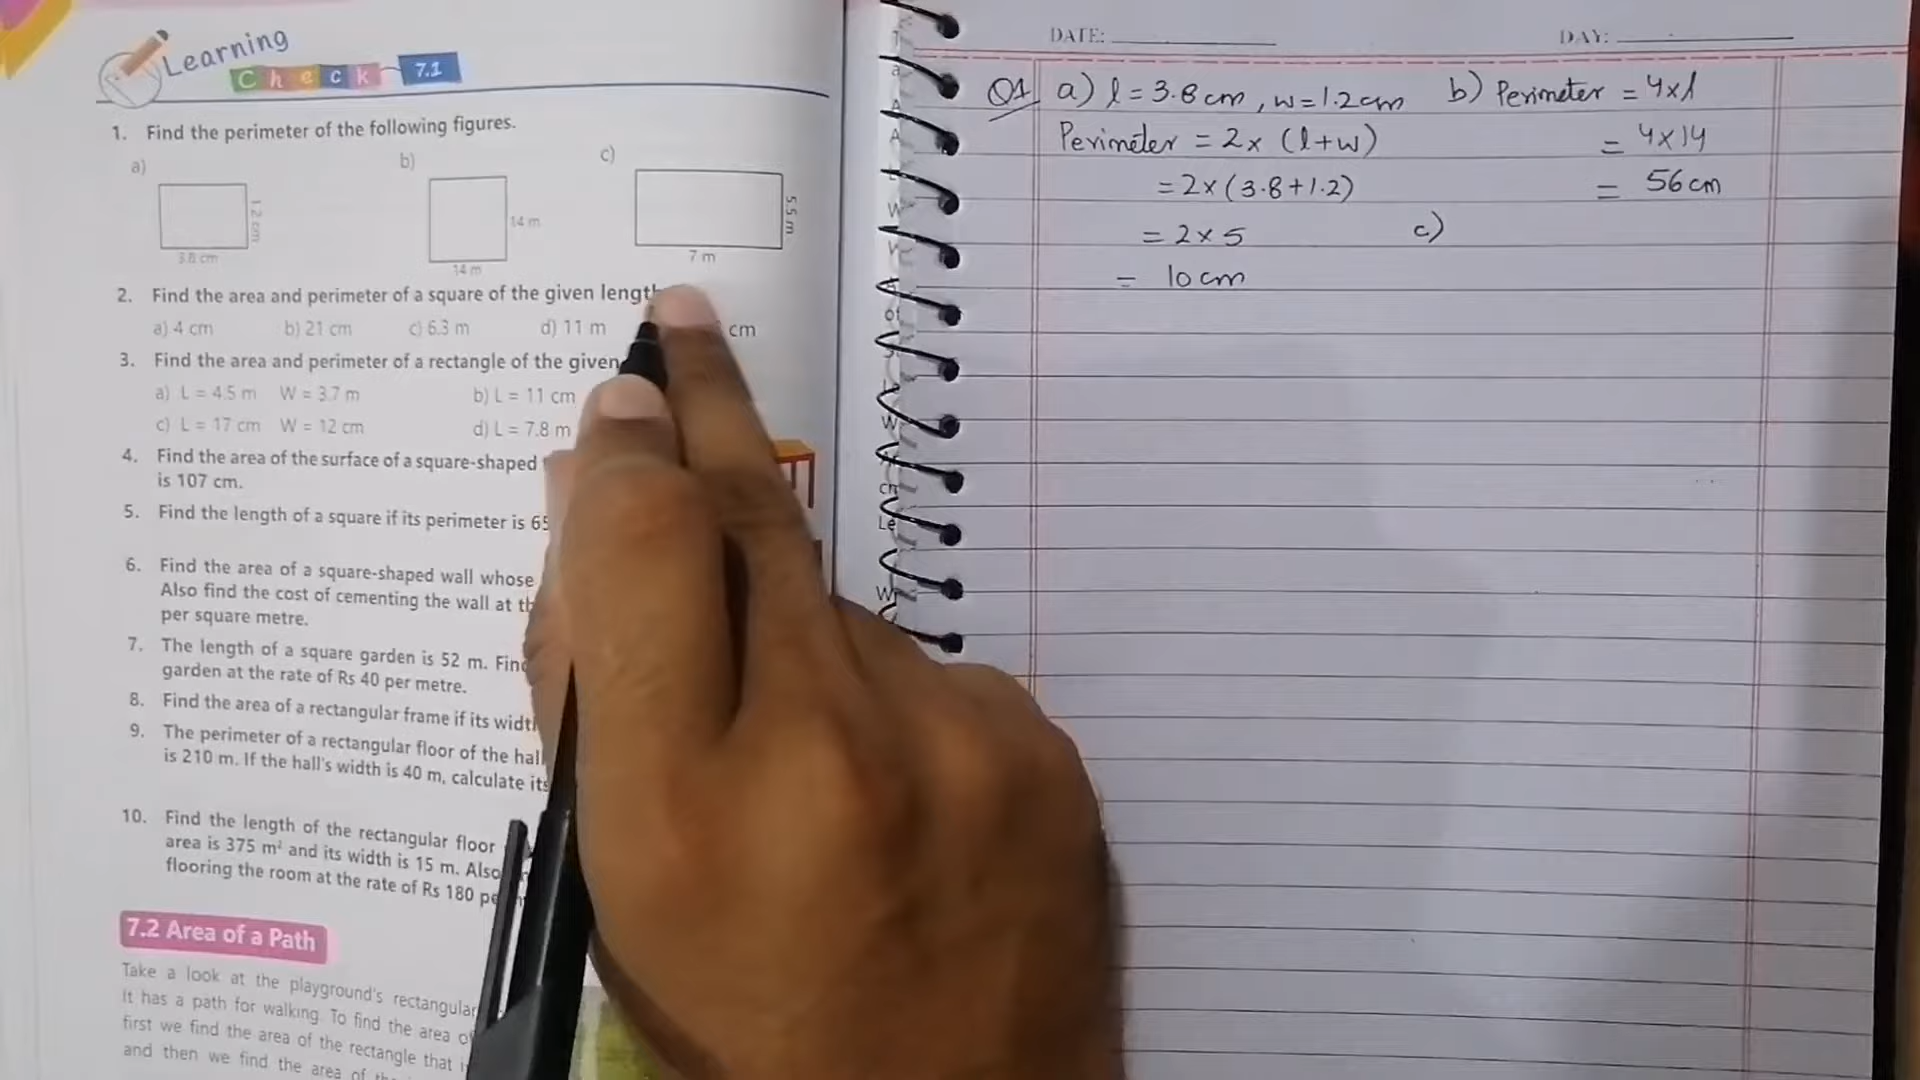 Learning
Check 7.1
1. Find the perimeter of the following figures.
a)
b)
c)
1.2 cm
3.8 cm
14 m
14 m
5.5 m
7 m
2. Find the area and perimeter of a square of the given length
a) 4 cm b) 21 cm c) 6.3 m d) 11 m cm
3. Find the area and perimeter of a rectangle of the given
a) L = 4.5 m W = 3.7 m b) L = 11 cm
c) L = 17 cm W = 12 cm d) L = 7.8 m
4. Find the area of the surface of a square-shaped
is 107 cm.
5. Find the length of a square if its perimeter is 65
6. Find the area of a square-shaped wall whose
Also find the cost of cementing the wall at th
per square metre.
7. The length of a square garden is 52 m. Find
garden at the rate of Rs 40 per metre.
8. Find the area of a rectangular frame if its width
9. The perimeter of a rectangular floor of the hall
is 210 m. If the hall's width is 40 m, calculate its
10. Find the length of the rectangular floor
area is 375 m² and its width is 15 m. Also
flooring the room at the rate of Rs 180 pe
7.2 Area of a Path
Take a look at the playground's rectangular
It has a path for walking. To find the area of
first we find the area of the rectangle that i
and then we find the area of
DATE: DAY:
Q1 a) l = 3.8 cm, w = 1.2 cm
Perimeter = 2 x (l + w)
= 2 x (3.8 + 1.2)
= 2 x 5
= 10 cm
b) Perimeter = 4 x l
= 4 x 14
= 56 cm
c)